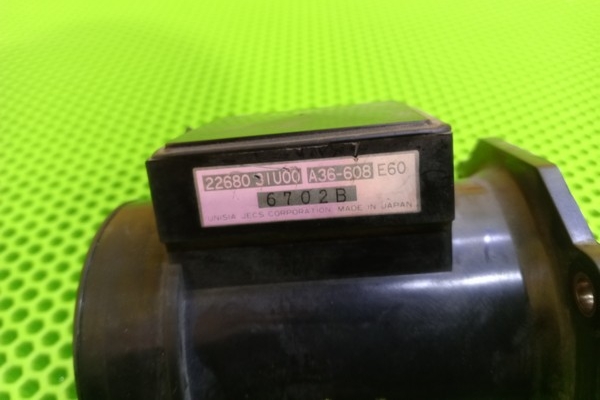 22680 31U00 A36-608 E60
6702B
UNISIA JECS CORPORATION MADE IN JAPAN